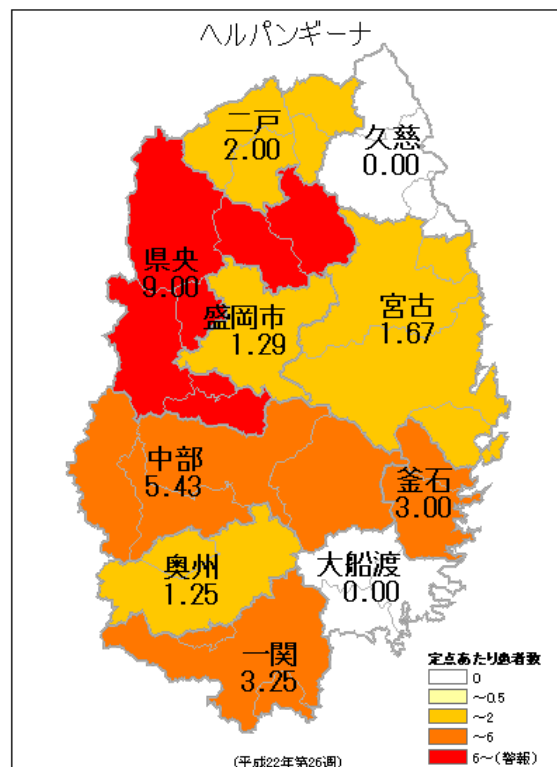 ヘルパンギーナ
二戸
2.00
久慈
0.00
県央
9.00
盛岡市
1.29
宮古
1.67
中部
5.43
釜石
3.00
奥州
1.25
大船渡
0.00
一関
3.25
定点あたり患者数
0
～0.5
～2
～6
6～(警報)
(平成22年第26週)